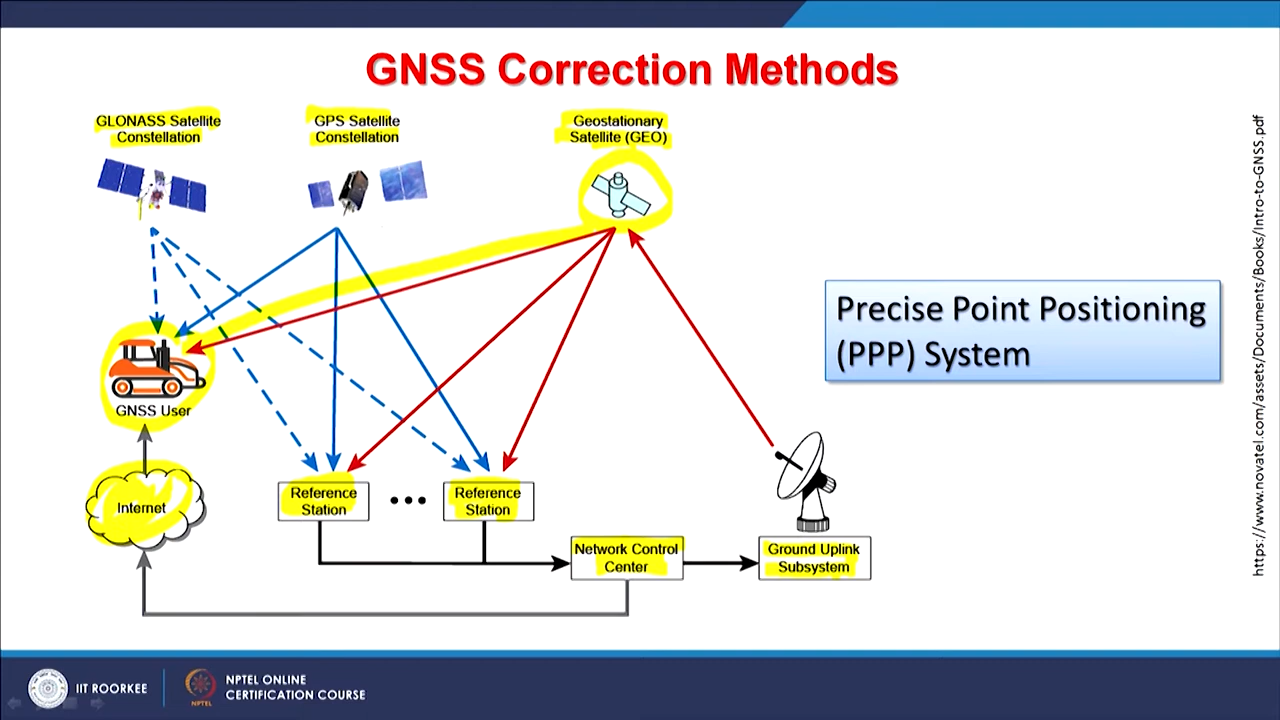 GNSS Correction Methods
GLONASS Satellite
Constellation
GPS Satellite
Constellation
Geostationary
Satellite (GEO)
https://www.novatel.com/assets/Documents/Books/Intro-to-GNSS.pdf
Precise Point Positioning
(PPP) System
GNSS User
Internet
Reference
Station
Reference
Station
Network Control
Center
Ground Uplink
Subsystem
IIT ROORKEE
NPTEL
NPTEL ONLINE
CERTIFICATION COURSE